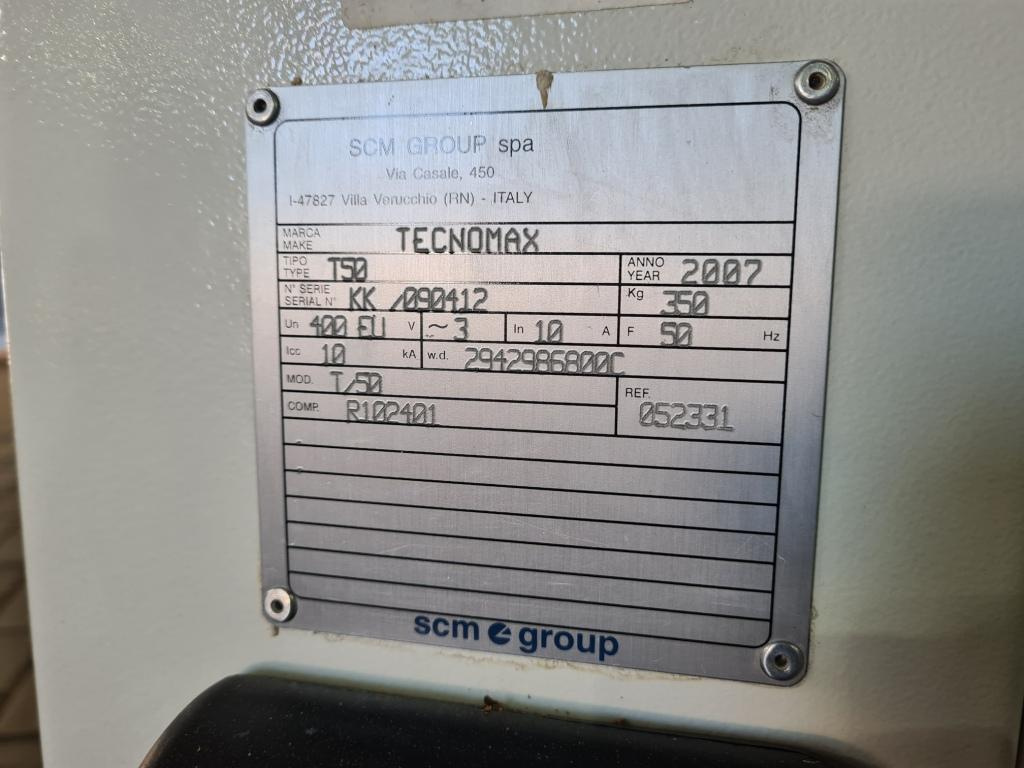 SCM GROUP spa
Via Casale, 450
I-47827 Villa Verucchio (RN) - ITALY
MARCA
MAKE TECNOMAX
TIPO
TYPE T50 ANNO
YEAR 2007
N° SERIE
SERIAL N° KK /090412 Kg 350
Un 400 EU V ~ 3 In 10 A F 50 Hz
Icc 10 kA w.d. 2942986800C
MOD. T/50
COMP. R102401 REF. 052331
scm group